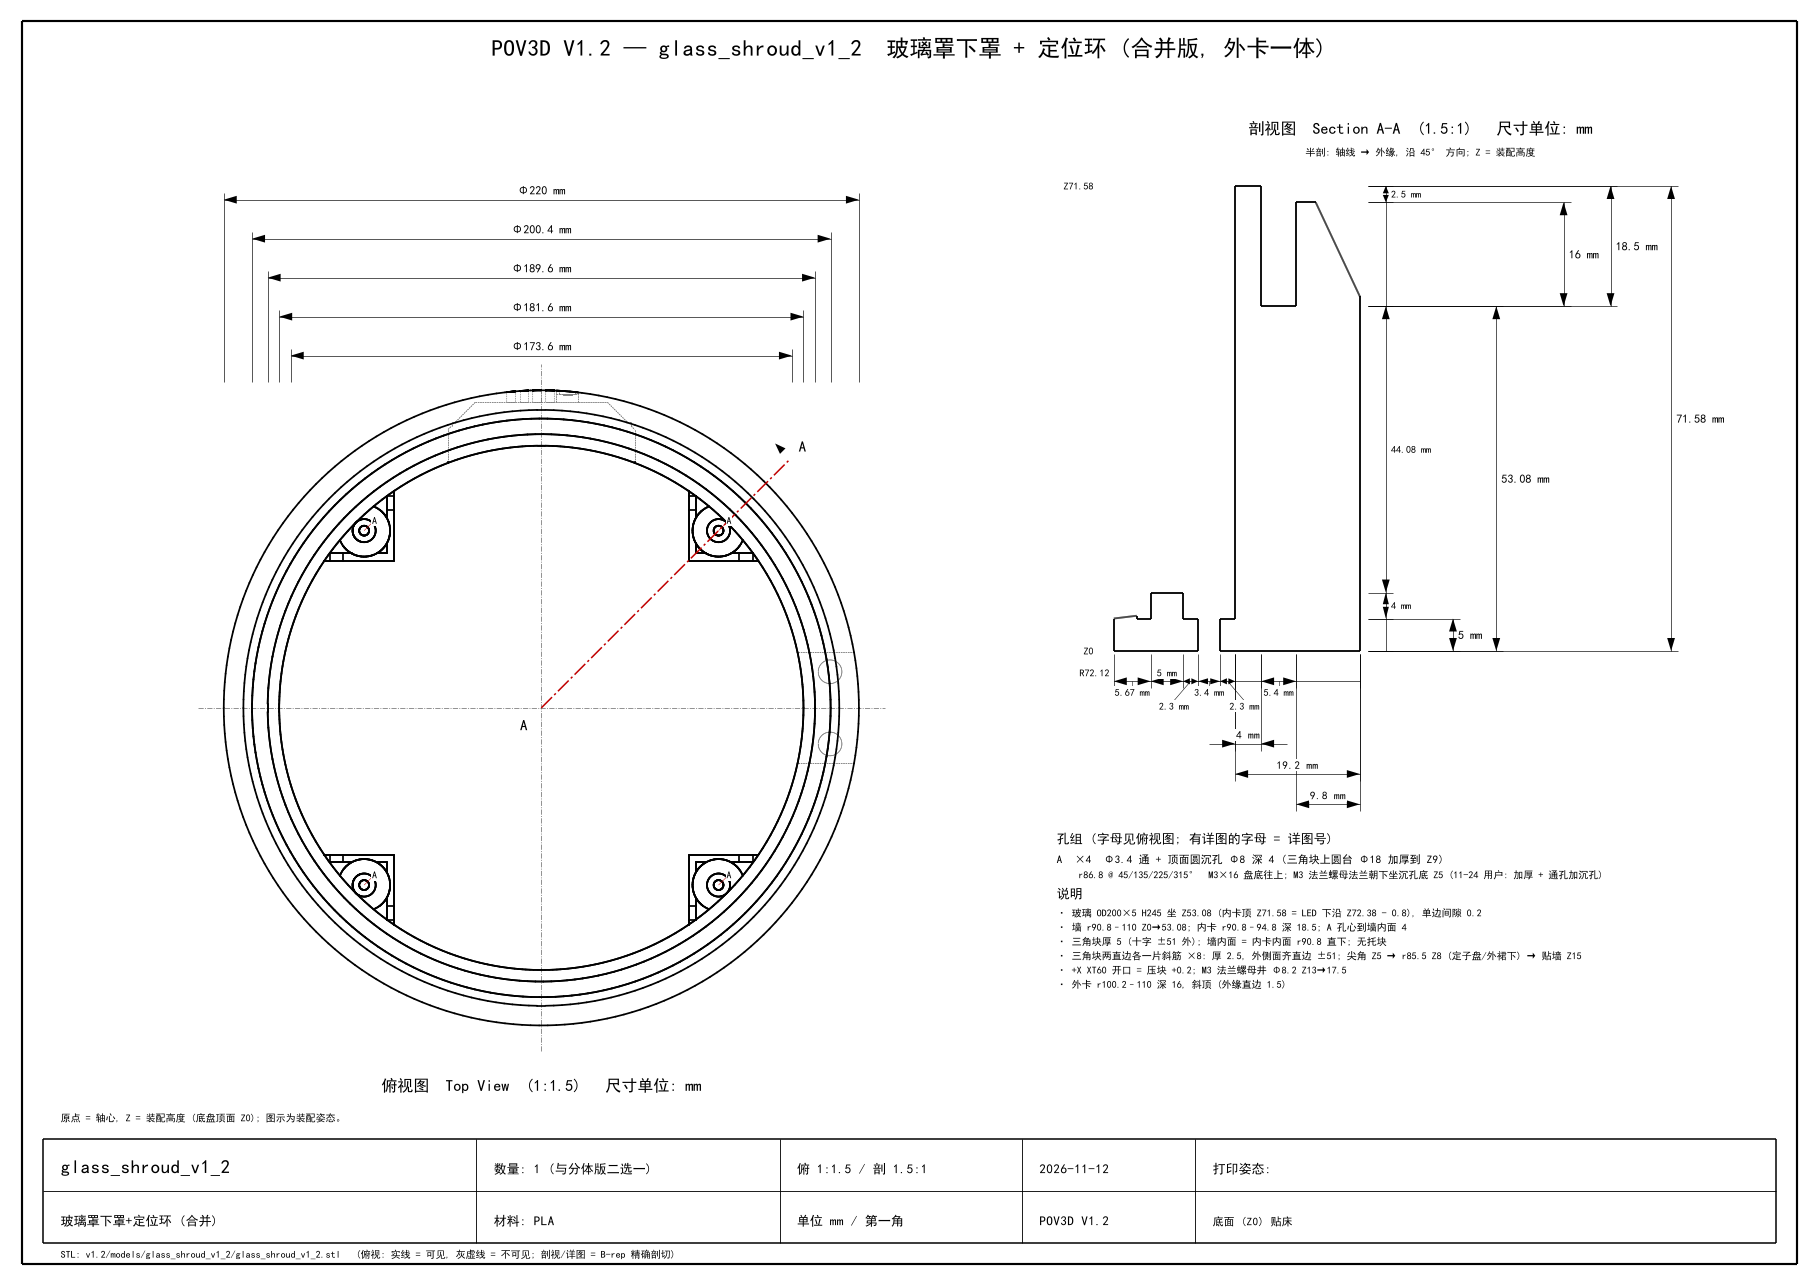 POV3D V1.2 — glass_shroud_v1_2  玻璃罩下罩 + 定位环 (合并版, 外卡一体)
剖视图  Section A-A  (1.5:1)  尺寸单位: mm
半剖: 轴线 → 外缘, 沿 45° 方向; Z = 装配高度
Φ220 mm
Φ200.4 mm
Φ189.6 mm
Φ181.6 mm
Φ173.6 mm
A
A
A
A
A
A
俯视图  Top View  (1:1.5)  尺寸单位: mm
Z71.58
2.5 mm
16 mm
18.5 mm
71.58 mm
44.08 mm
53.08 mm
4 mm
5 mm
Z0
R72.12
5 mm
5.67 mm
3.4 mm
5.4 mm
2.3 mm
2.3 mm
4 mm
19.2 mm
9.8 mm
孔组 (字母见俯视图; 有详图的字母 = 详图号)
A  ×4  Φ3.4 通 + 顶面圆沉孔 Φ8 深 4 (三角块上圆台 Φ18 加厚到 Z9)
r86.8 @ 45/135/225/315°  M3×16 盘底往上; M3 法兰螺母法兰朝下坐沉孔底 Z5 (11-24 用户: 加厚 + 通孔加沉孔)
说明
· 玻璃 OD200×5 H245 坐 Z53.08 (内卡顶 Z71.58 = LED 下沿 Z72.38 - 0.8), 单边间隙 0.2
· 墙 r90.8–110 Z0→53.08; 内卡 r90.8–94.8 深 18.5; A 孔心到墙内面 4
· 三角块厚 5 (十字 ±51 外); 墙内面 = 内卡内面 r90.8 直下; 无托块
· 三角块两直边各一片斜筋 ×8: 厚 2.5, 外侧面齐直边 ±51; 尖角 Z5 → r85.5 Z8 (定子盘/外裙下) → 贴墙 Z15
· +X XT60 开口 = 压块 +0.2; M3 法兰螺母井 Φ8.2 Z13→17.5
· 外卡 r100.2–110 深 16, 斜顶 (外缘直边 1.5)
原点 = 轴心, Z = 装配高度 (底盘顶面 Z0); 图示为装配姿态。
glass_shroud_v1_2
数量: 1 (与分体版二选一)
俯 1:1.5 / 剖 1.5:1
2026-11-12
打印姿态:
玻璃罩下罩+定位环 (合并)
材料: PLA
单位 mm / 第一角
POV3D V1.2
底面 (Z0) 贴床
STL: v1.2/models/glass_shroud_v1_2/glass_shroud_v1_2.stl  (俯视: 实线 = 可见, 灰虚线 = 不可见; 剖视/详图 = B-rep 精确剖切)